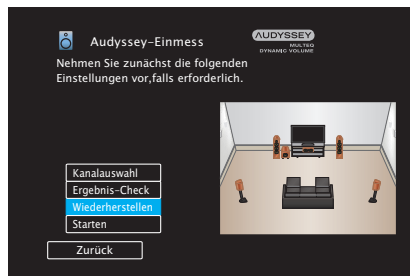 Audyssey-Einmess
AUDYSSEY
MULTEQ
DYNAMIC VOLUME
Nehmen Sie zunächst die folgenden
Einstellungen vor,falls erforderlich.
Kanalauswahl
Ergebnis-Check
Wiederherstellen
Starten
Zurück